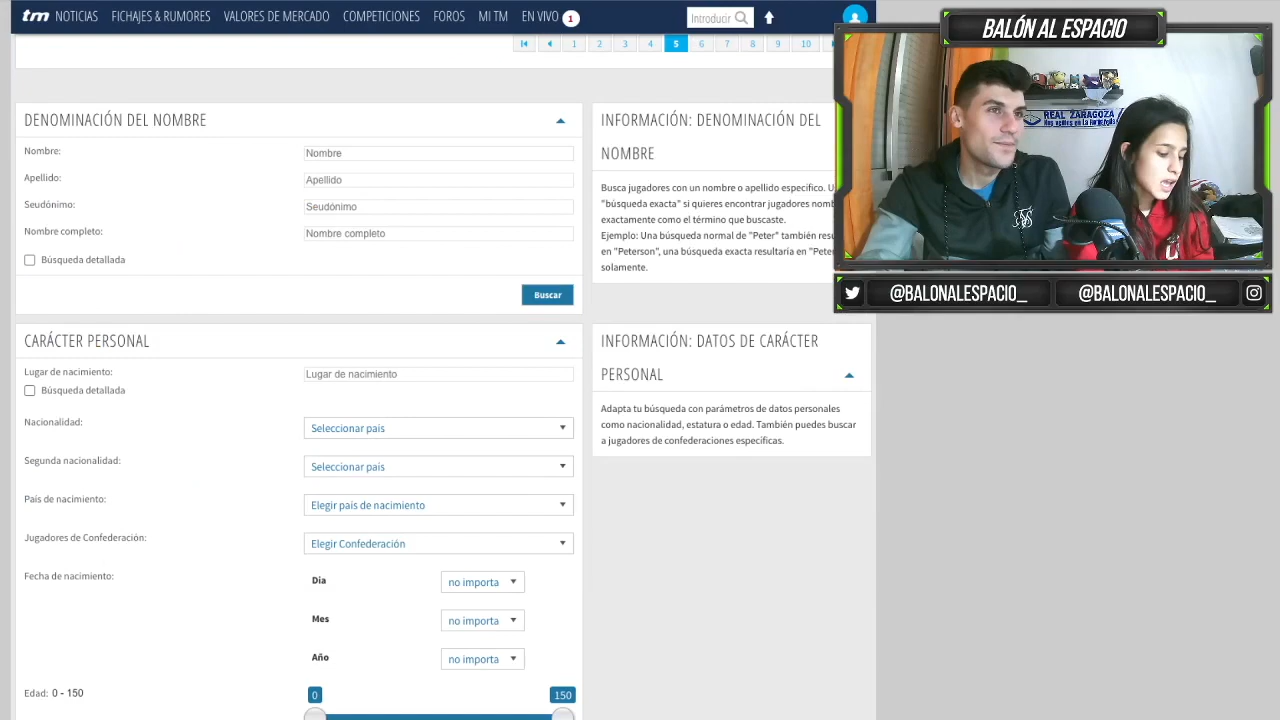 tm NOTICIAS FICHAJES & RUMORES VALORES DE MERCADO COMPETICIONES FOROS MI TM EN VIVO 1 Introducir
1 2 3 4 5 6 7 8 9 10
BALÓN AL ESPACIO
REAL ZARAGOZA
@BALONALESPACIO_ @BALONALESPACIO_
DENOMINACIÓN DEL NOMBRE
Nombre: Nombre
Apellido: Apellido
Seudónimo: Seudónimo
Nombre completo: Nombre completo
Búsqueda detallada
Buscar
INFORMACIÓN: DENOMINACIÓN DEL
NOMBRE
Busca jugadores con un nombre o apellido específico.
"búsqueda exacta" si quieres encontrar jugadores
exactamente como el término que buscaste.
Ejemplo: Una búsqueda normal de "Peter" también
en "Peterson", una búsqueda exacta resultaría en
solamente.
CARÁCTER PERSONAL
Lugar de nacimiento: Lugar de nacimiento
Búsqueda detallada
Nacionalidad: Seleccionar país
Segunda nacionalidad: Seleccionar país
País de nacimiento: Elegir país de nacimiento
Jugadores de Confederación: Elegir Confederación
Fecha de nacimiento: Día no importa
Mes no importa
Año no importa
Edad: 0 - 150 0 150
INFORMACIÓN: DATOS DE CARÁCTER
PERSONAL
Adapta tu búsqueda con parámetros de datos personales
como nacionalidad, estatura o edad. También puedes buscar
a jugadores de confederaciones específicas.